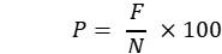 P = F/N × 100